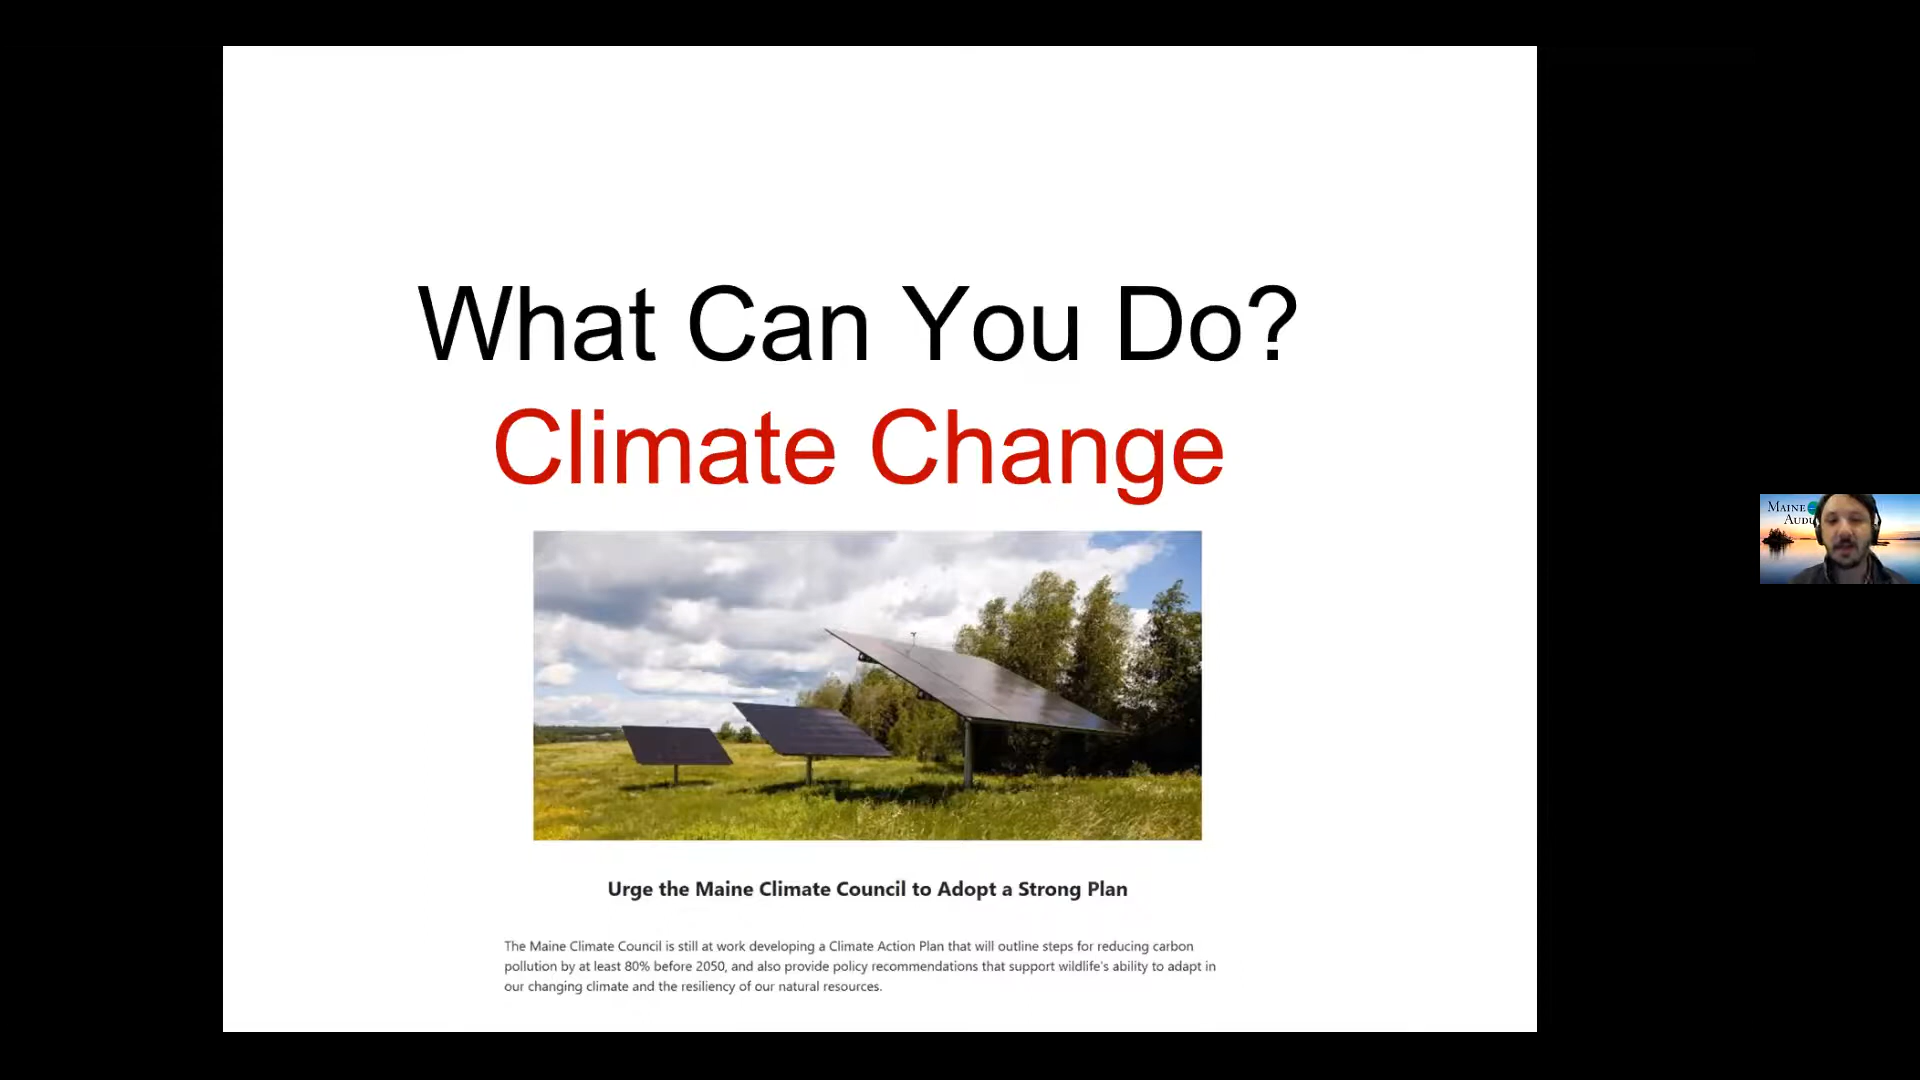 What Can You Do?
Climate Change
Urge the Maine Climate Council to Adopt a Strong Plan
The Maine Climate Council is still at work developing a Climate Action Plan that will outline steps for reducing carbon
pollution by at least 80% before 2050, and also provide policy recommendations that support wildlife's ability to adapt in
our changing climate and the resiliency of our natural resources.
MAINE